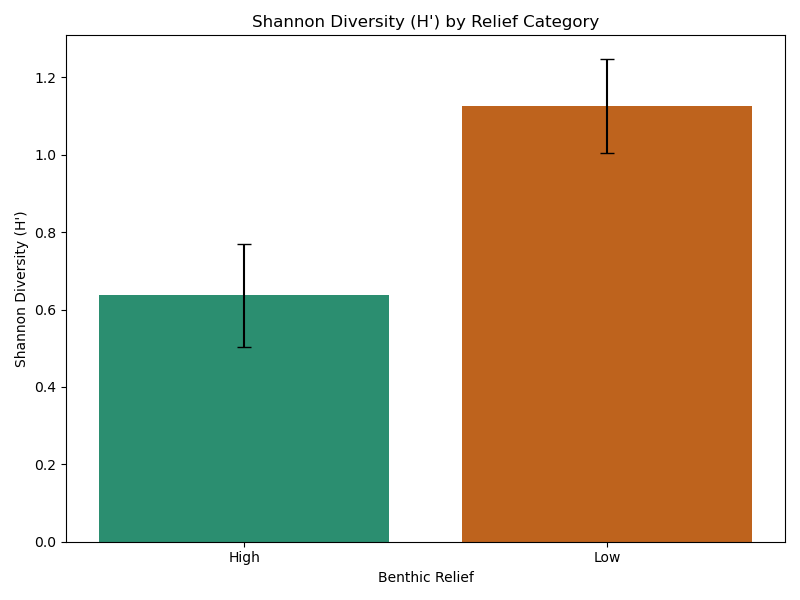 Shannon Diversity (H') by Relief Category
Shannon Diversity (H')
1.2
1.0
0.8
0.6
0.4
0.2
0.0
High
Low
Benthic Relief